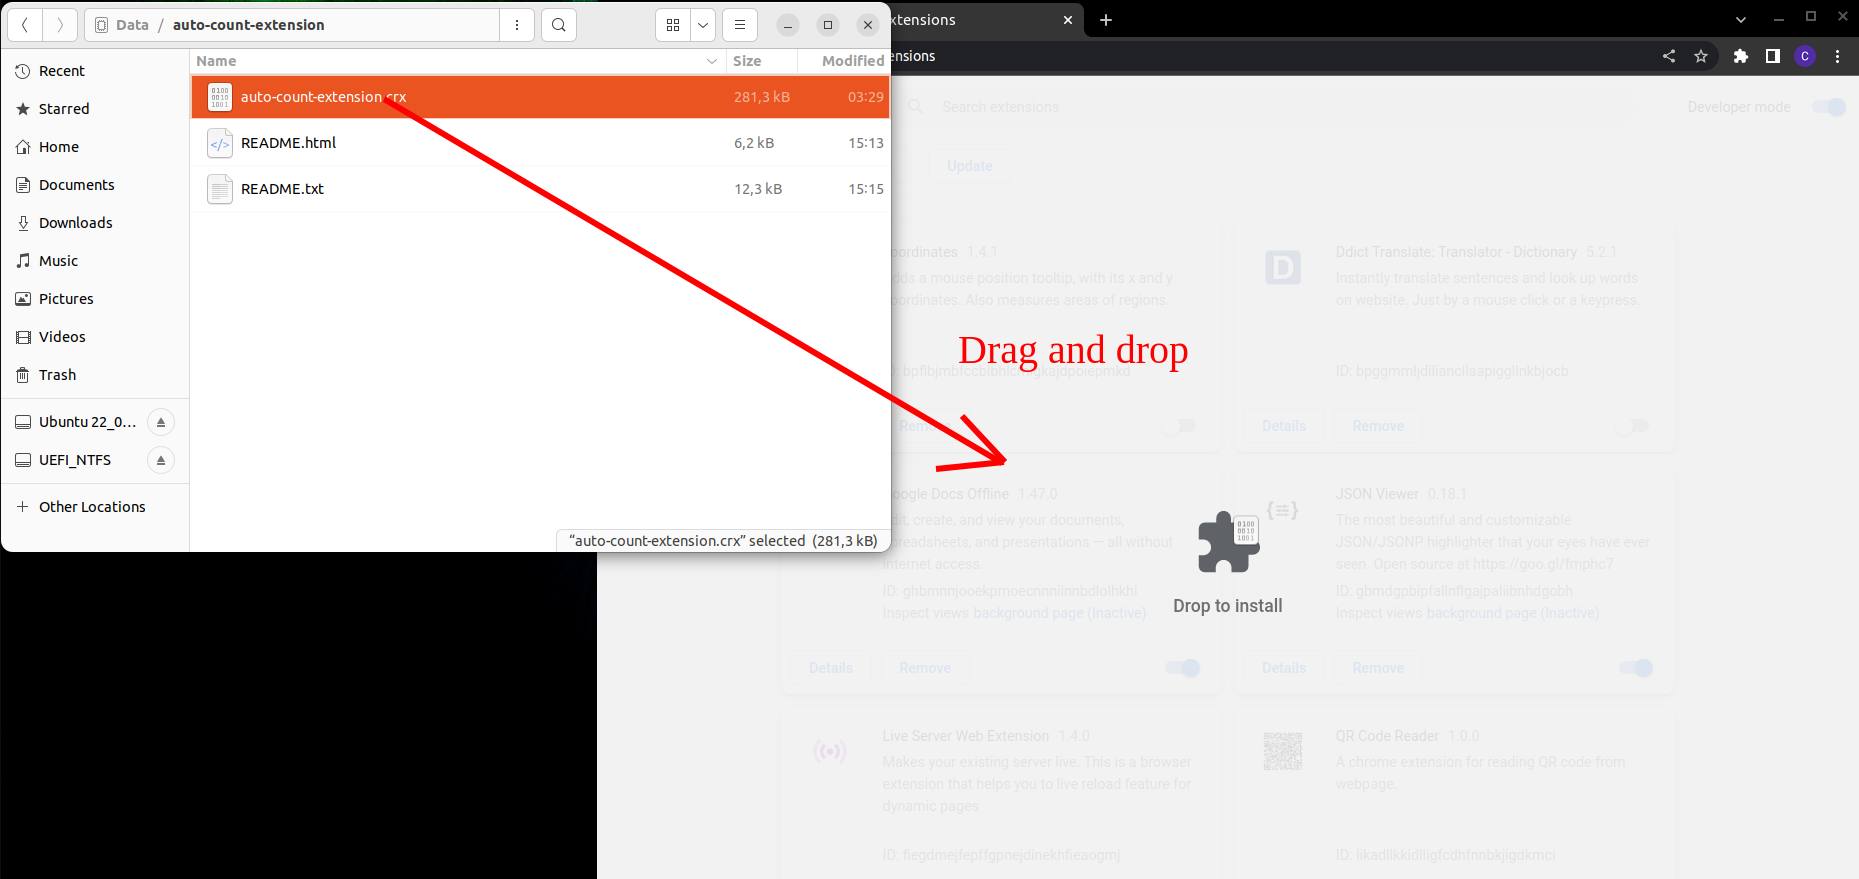 Data / auto-count-extension
Name Size Modified
auto-count-extension.crx 281,3 kB 03:29
README.html 6,2 kB 15:13
README.txt 12,3 kB 15:15
Recent
Starred
Home
Documents
Downloads
Music
Pictures
Videos
Trash
Ubuntu 22_0…
UEFI_NTFS
Other Locations
“auto-count-extension.crx” selected (281,3 kB)
xtensions
ensions
C
Search extensions
Developer mode
Update
oordinates 1.4.1
dds a mouse position tooltip, with its x and y
oordinates. Also measures areas of regions.
Remo
Ddict Translate: Translator - Dictionary 5.2.1
Instantly translate sentences and look up words
on website. Just by a mouse click or a keypress.
Details Remove
Drag and drop
oogle Docs Offline 1.47.0
dit, create, and view your documents,
preadsheets, and presentations — all without
internet access.
ID: ghbmnnjooekpmoecnnnilnnbdlolhkhi
Inspect views background page (Inactive)
Details Remove
JSON Viewer 0.18.1
The most beautiful and customizable
JSON/JSONP highlighter that your eyes have ever
seen. Open source at https://goo.gl/fmphc7
ID: gbmdgpbipfallnflgajpaliibnhdgobh
Inspect views background page (Inactive)
Details Remove
0100
0010
1001
Drop to install
Live Server Web Extension 1.4.0
Makes your existing server live. This is a browser
extension that helps you to live reload feature for
dynamic pages
ID: fiegdmejfepffgpnejdinekhfieaogmj
QR Code Reader 1.0.0
A chrome extension for reading QR code from
webpage.